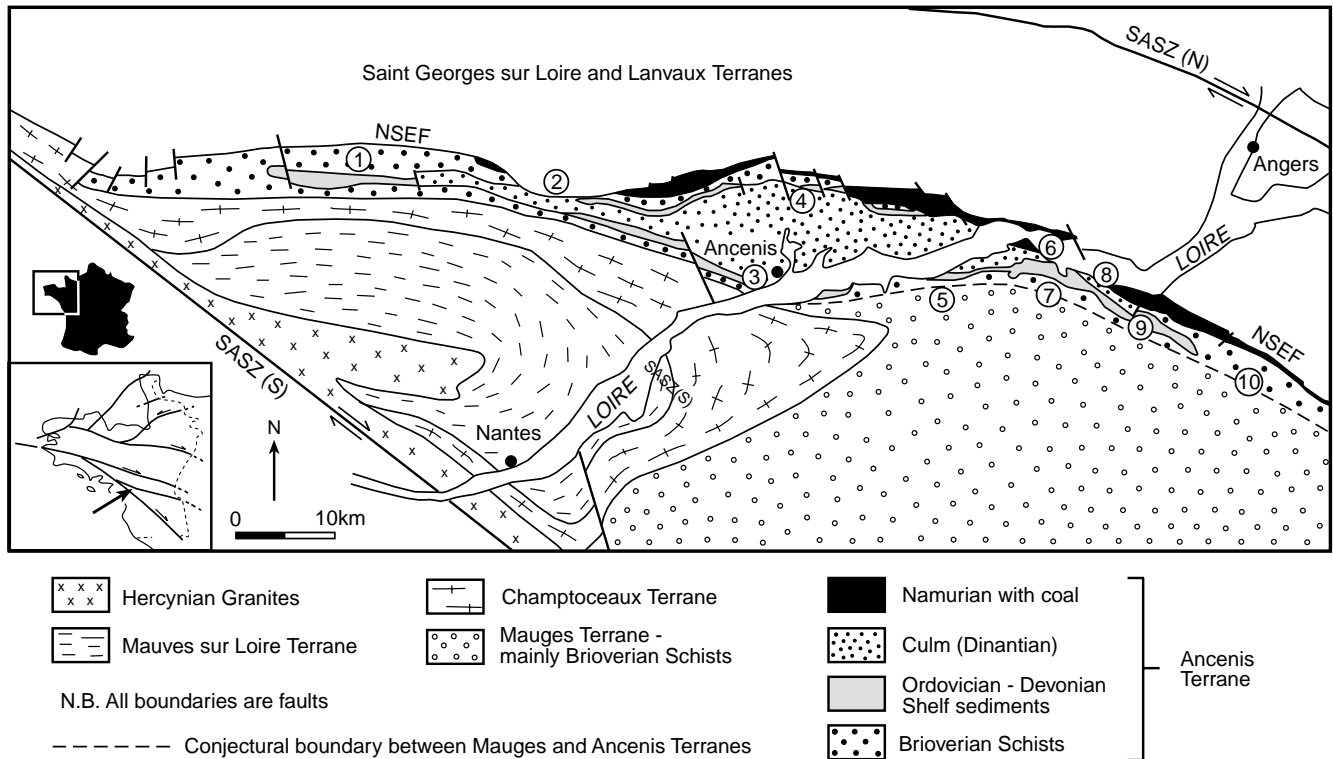 SASZ (N)
Saint Georges sur Loire and Lanvaux Terranes
NSEF
1
Angers
2
4
LOIRE
Ancenis
6
3
8
5
7
9
NSEF
SASZ (S)
10
SASZ(S)
LOIRE
N
Nantes
0 10km
x x x
x x
Hercynian Granites
Champtoceaux Terrane
Namurian with coal
Mauves sur Loire Terrane
Mauges Terrane -
mainly Brioverian Schists
Culm (Dinantian)
Ancenis
Terrane
N.B. All boundaries are faults
Ordovician - Devonian
Shelf sediments
Conjectural boundary between Mauges and Ancenis Terranes
Brioverian Schists